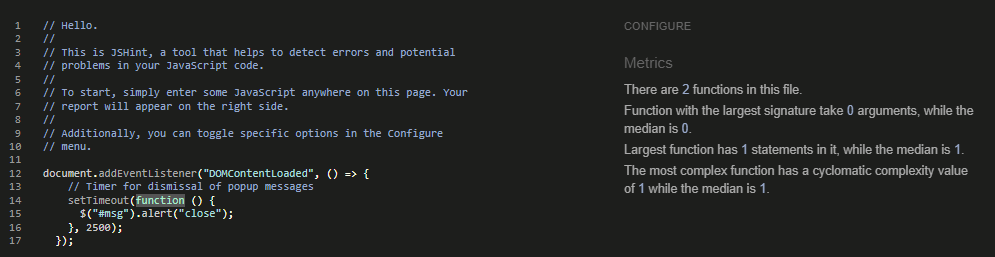 1 // Hello.
2 //
3 // This is JSHint, a tool that helps to detect errors and potential
4 // problems in your JavaScript code.
5 //
6 // To start, simply enter some JavaScript anywhere on this page. Your
7 // report will appear on the right side.
8 //
9 // Additionally, you can toggle specific options in the Configure
10 // menu.
11
12 document.addEventListener("DOMContentLoaded", () => {
13     // Timer for dismissal of popup messages
14     setTimeout(function () {
15       $("#msg").alert("close");
16     }, 2500);
17   });
CONFIGURE
Metrics
There are 2 functions in this file.
Function with the largest signature take 0 arguments, while the
median is 0.
Largest function has 1 statements in it, while the median is 1.
The most complex function has a cyclomatic complexity value
of 1 while the median is 1.